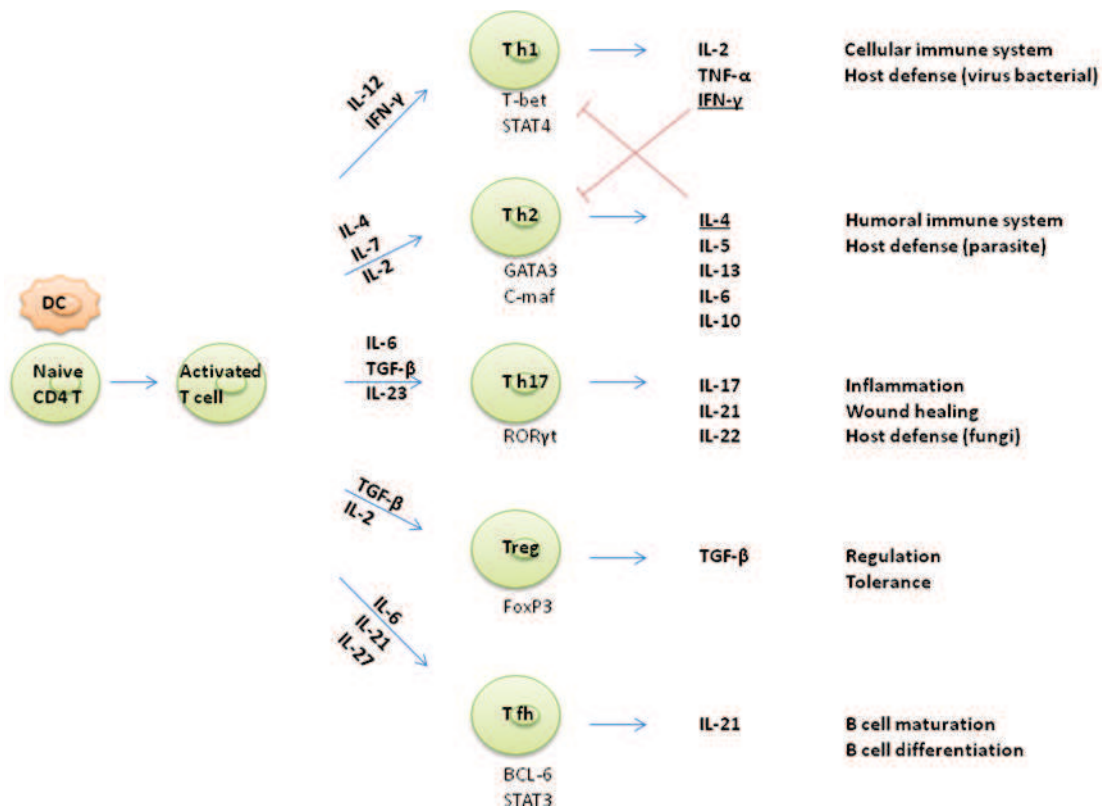 Th1
IL-2
Cellular immune system
TNF-α
Host defense (virus bacterial)
IFN-γ
T-bet
STAT4
IL-12
IFN-γ
Th2
IL-4
Humoral immune system
IL-5
Host defense (parasite)
IL-13
IL-6
IL-10
GATA3
C-maf
IL-4
IL-7
IL-2
DC
Naive
CD4 T
Activated
T cell
IL-6
TGF-β
IL-23
Th17
RORγt
IL-17
Inflammation
IL-21
Wound healing
IL-22
Host defense (fungi)
TGF-β
IL-2
Treg
FoxP3
TGF-β
Regulation
Tolerance
IL-6
IL-21
IL-27
Tfh
BCL-6
STAT3
IL-21
B cell maturation
B cell differentiation